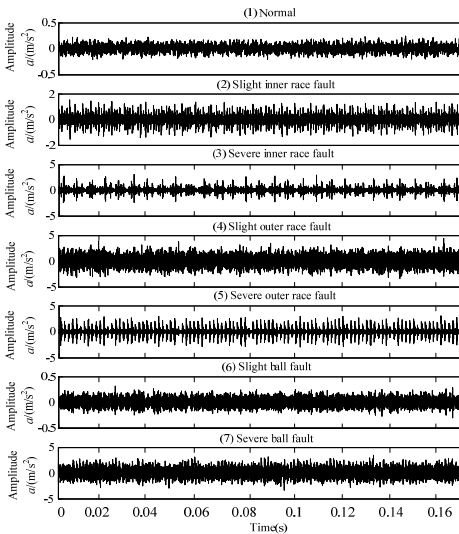 (1) Normal
Amplitude
a/(m/s²)
0.5
0
-0.5
(2) Slight inner race fault
Amplitude
a/(m/s²)
2
0
-2
(3) Severe inner race fault
Amplitude
a/(m/s²)
5
0
-5
(4) Slight outer race fault
Amplitude
a/(m/s²)
5
0
-5
(5) Severe outer race fault
Amplitude
a/(m/s²)
5
0
-5
(6) Slight ball fault
Amplitude
a/(m/s²)
0.5
0
-0.5
(7) Severe ball fault
Amplitude
a/(m/s²)
5
0
-5
0 0.02 0.04 0.06 0.08 0.1 0.12 0.14 0.16
Time(s)